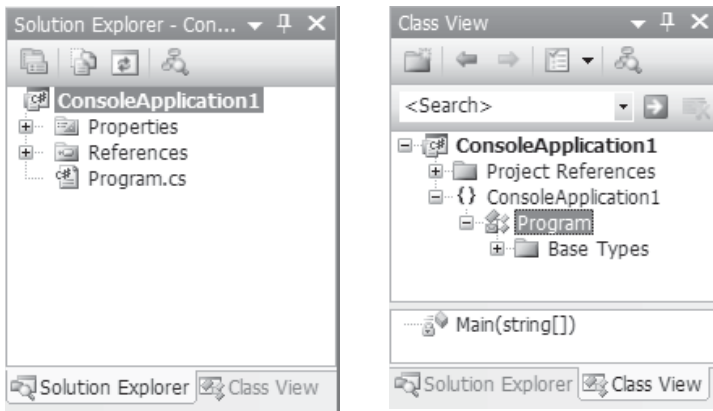 Solution Explorer - Con...
ConsoleApplication1
Properties
References
Program.cs
Solution Explorer
Class View
Class View
<Search>
ConsoleApplication1
Project References
{} ConsoleApplication1
Program
Base Types
Main(string[])
Solution Explorer
Class View